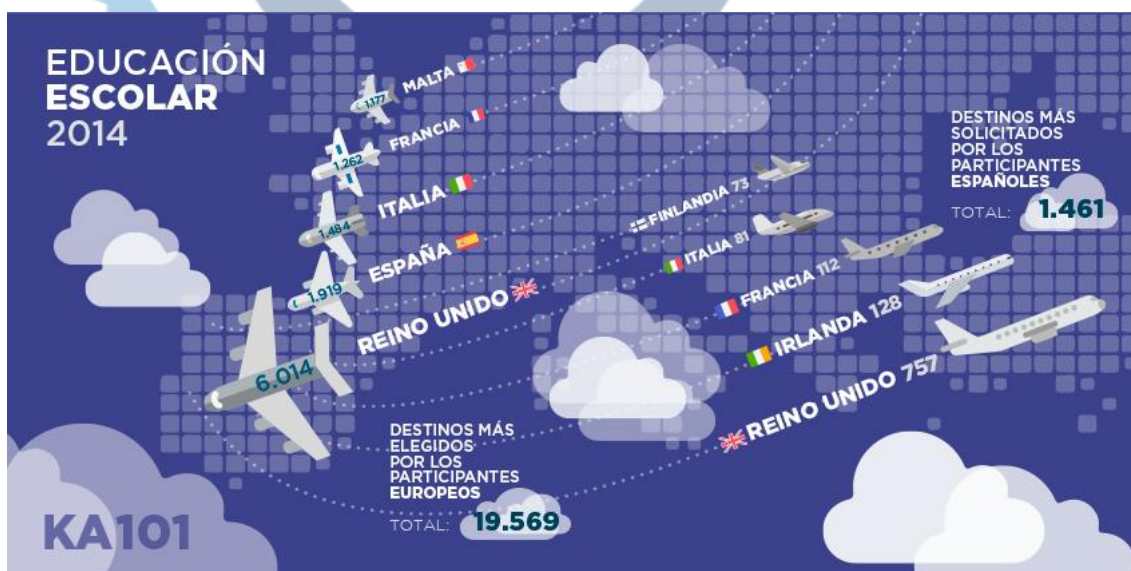 EDUCACIÓN
ESCOLAR
2014
MALTA
1.177
FRANCIA
1.262
ITALIA
1.484
ESPAÑA
1.919
REINO UNIDO
6.014
DESTINOS MÁS
ELEGIDOS
POR LOS
PARTICIPANTES
EUROPEOS
TOTAL: 19.569
DESTINOS MÁS
SOLICITADOS
POR LOS
PARTICIPANTES
ESPAÑOLES
TOTAL: 1.461
FINLANDIA 73
ITALIA 81
FRANCIA 112
IRLANDA 128
REINO UNIDO 757
KA101